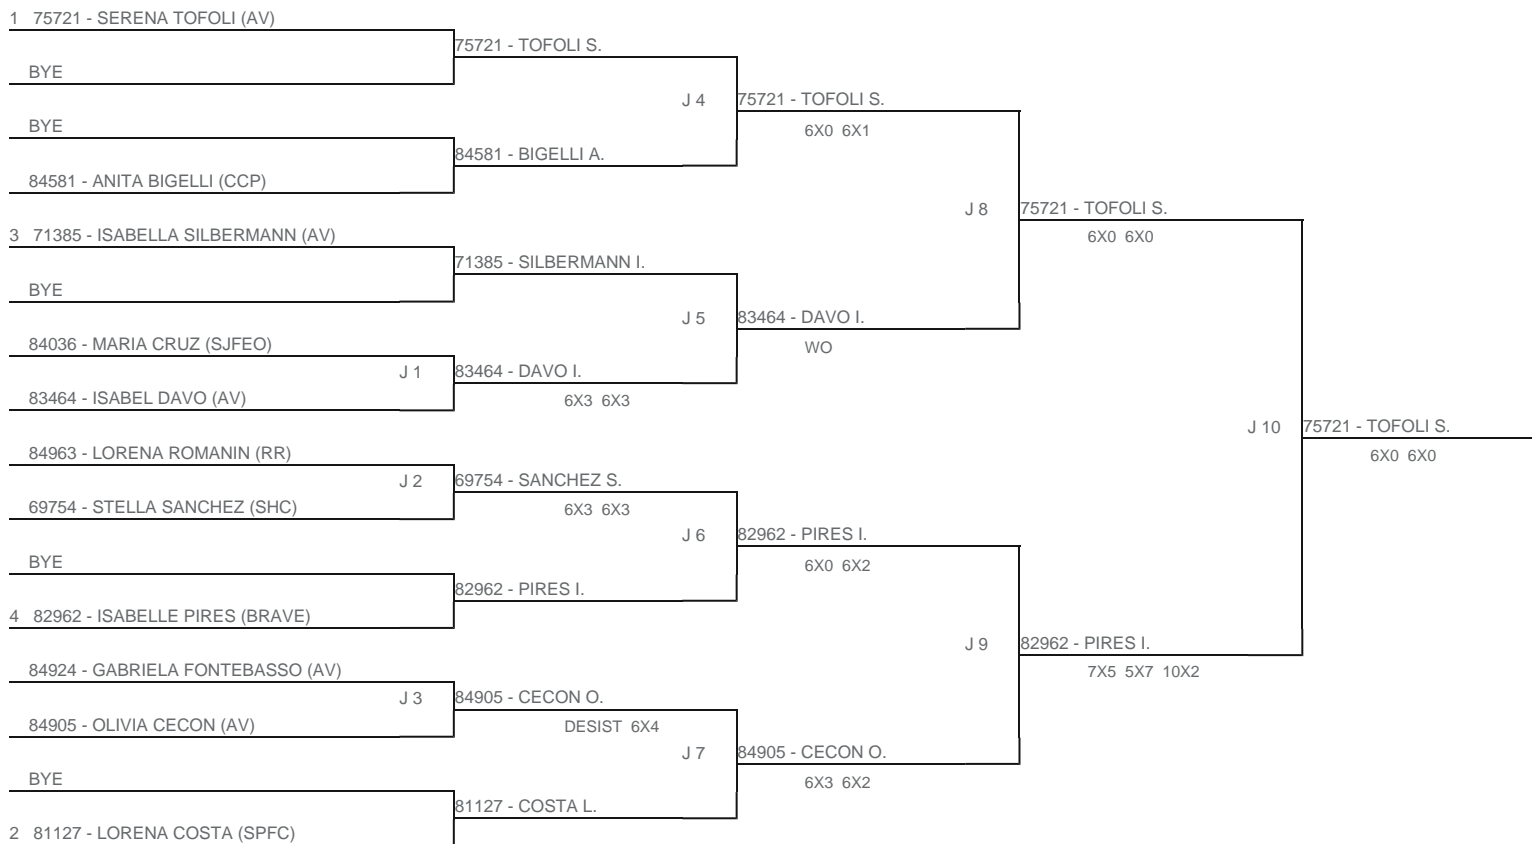 1 75721 - SERENA TOFOLI (AV)
75721 - TOFOLI S.
BYE
J 4
75721 - TOFOLI S.
6X0 6X1
BYE
84581 - BIGELLI A.
84581 - ANITA BIGELLI (CCP)
J 8
75721 - TOFOLI S.
6X0 6X0
3 71385 - ISABELLA SILBERMANN (AV)
71385 - SILBERMANN I.
BYE
J 5
83464 - DAVO I.
WO
84036 - MARIA CRUZ (SJFEO)
J 1
83464 - DAVO I.
6X3 6X3
83464 - ISABEL DAVO (AV)
J 10
75721 - TOFOLI S.
6X0 6X0
84963 - LORENA ROMANIN (RR)
J 2
69754 - SANCHEZ S.
6X3 6X3
69754 - STELLA SANCHEZ (SHC)
J 6
82962 - PIRES I.
6X0 6X2
BYE
82962 - PIRES I.
4 82962 - ISABELLE PIRES (BRAVE)
J 9
82962 - PIRES I.
7X5 5X7 10X2
84924 - GABRIELA FONTEBASSO (AV)
J 3
84905 - CECON O.
DESIST 6X4
84905 - OLIVIA CECON (AV)
J 7
84905 - CECON O.
6X3 6X2
BYE
81127 - COSTA L.
2 81127 - LORENA COSTA (SPFC)